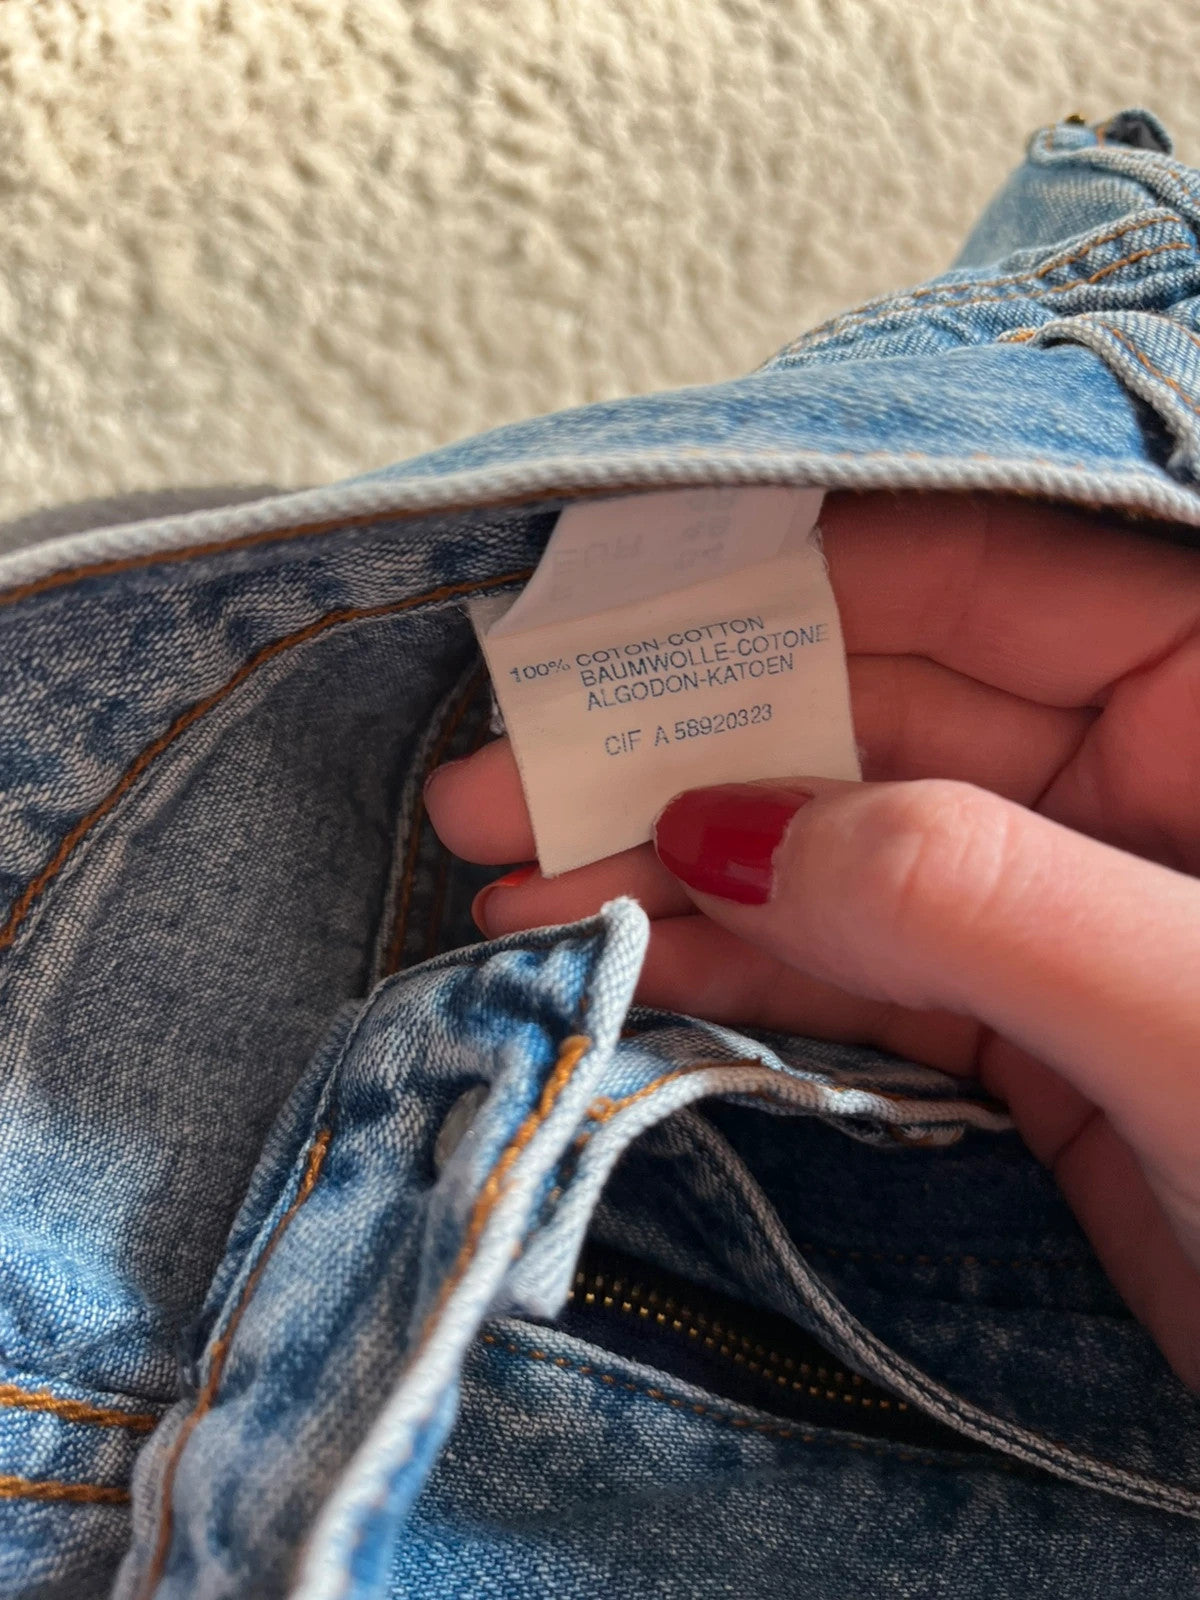 100% COTON-COTTON
BAUMWOLLE-COTONE
ALGODON-KATOEN
CIF A 58920323